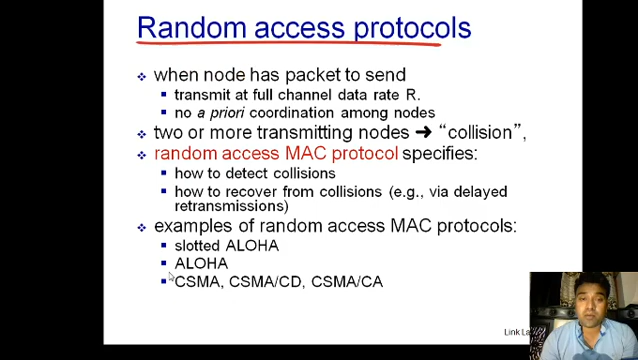 Random access protocols
when node has packet to send
transmit at full channel data rate R.
no a priori coordination among nodes
two or more transmitting nodes ➜ “collision”,
random access MAC protocol specifies:
how to detect collisions
how to recover from collisions (e.g., via delayed
retransmissions)
examples of random access MAC protocols:
slotted ALOHA
ALOHA
CSMA, CSMA/CD, CSMA/CA
Link